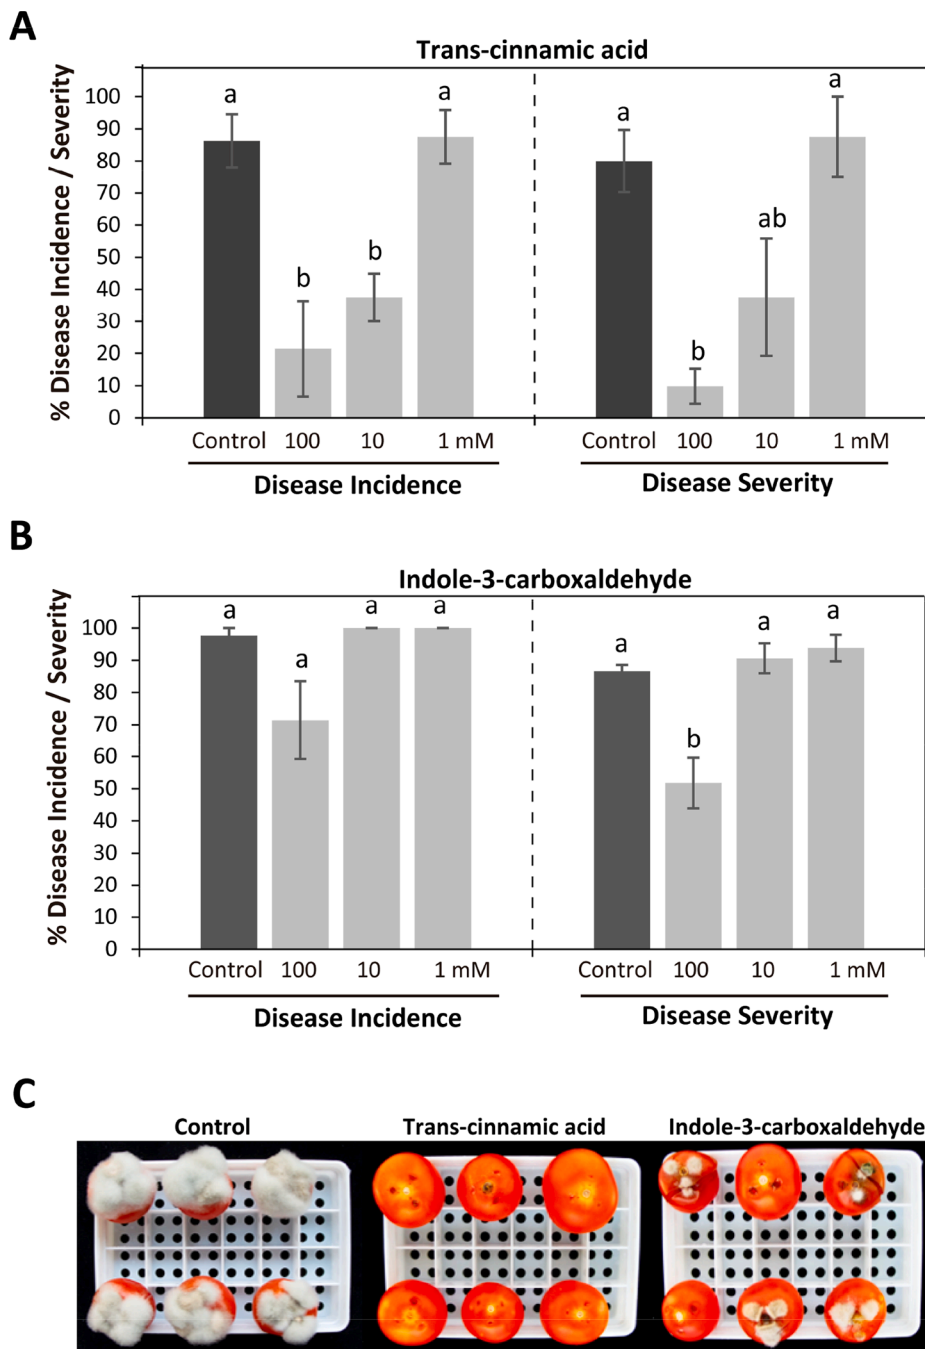 A
Trans-cinnamic acid
% Disease Incidence / Severity
100
90
80
70
60
50
40
30
20
10
0
a
b
b
a
a
b
ab
a
Control 100 10 1 mM Control 100 10 1 mM
Disease Incidence Disease Severity
B
Indole-3-carboxaldehyde
% Disease Incidence / Severity
100
90
80
70
60
50
40
30
20
10
0
a
a
a
a
a
b
a
a
Control 100 10 1 mM Control 100 10 1 mM
Disease Incidence Disease Severity
C
Control Trans-cinnamic acid Indole-3-carboxaldehyde